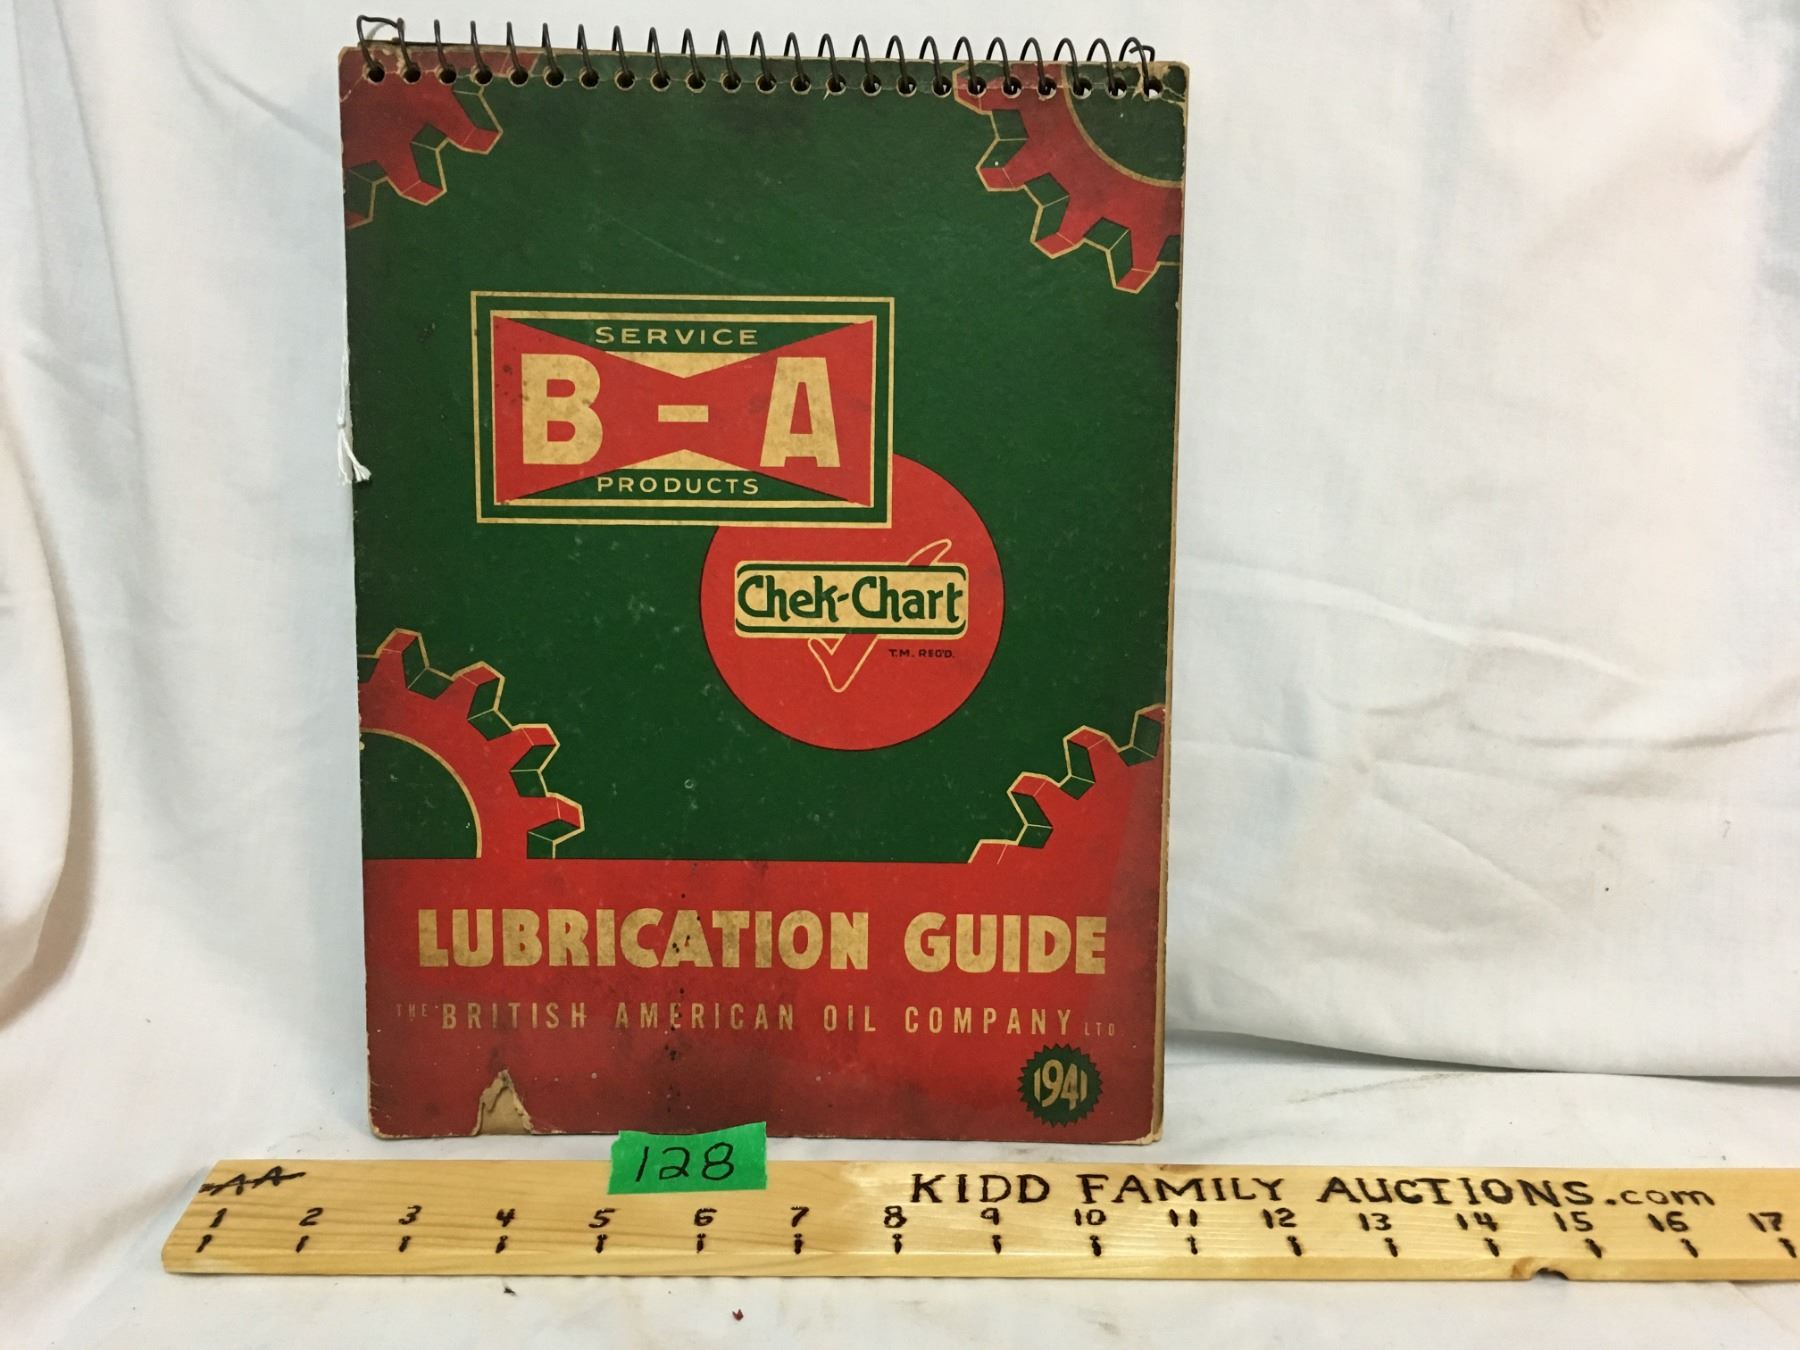 SERVICE
B-A
PRODUCTS
Chek-Chart
T.M. REG'D.
LUBRICATION GUIDE
THE BRITISH AMERICAN OIL COMPANY LTD.
1941
128
AA
KIDD FAMILY AUCTIONS.com
1 2 3 4 5 6 7 8 9 10 11 12 13 14 15 16 17